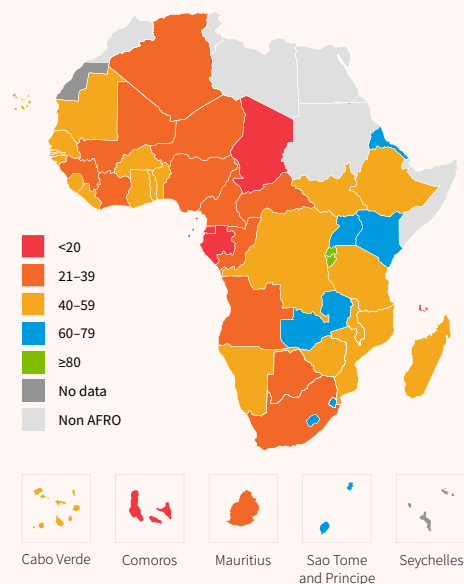 <20
21–39
40–59
60–79
≥80
No data
Non AFRO
Cabo Verde
Comoros
Mauritius
Sao Tome
and Principe
Seychelles